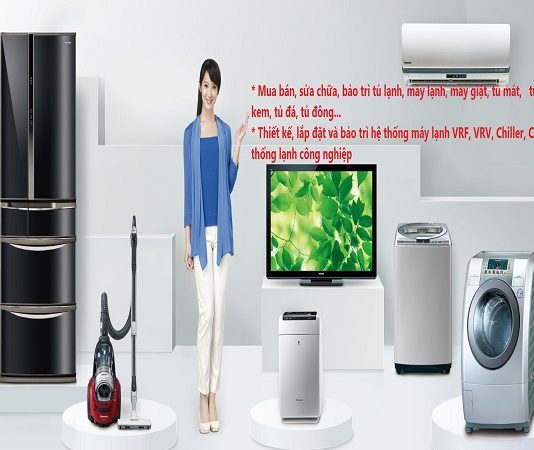 * Mua bán, sửa chữa, bảo trì tủ lạnh, máy lạnh, máy giặt, tủ mát,
kem, tủ đá, tủ đông...
* Thiết kế, lắp đặt và bảo trì hệ thống máy lạnh VRF, VRV, Chiller,
thống lạnh công nghiệp